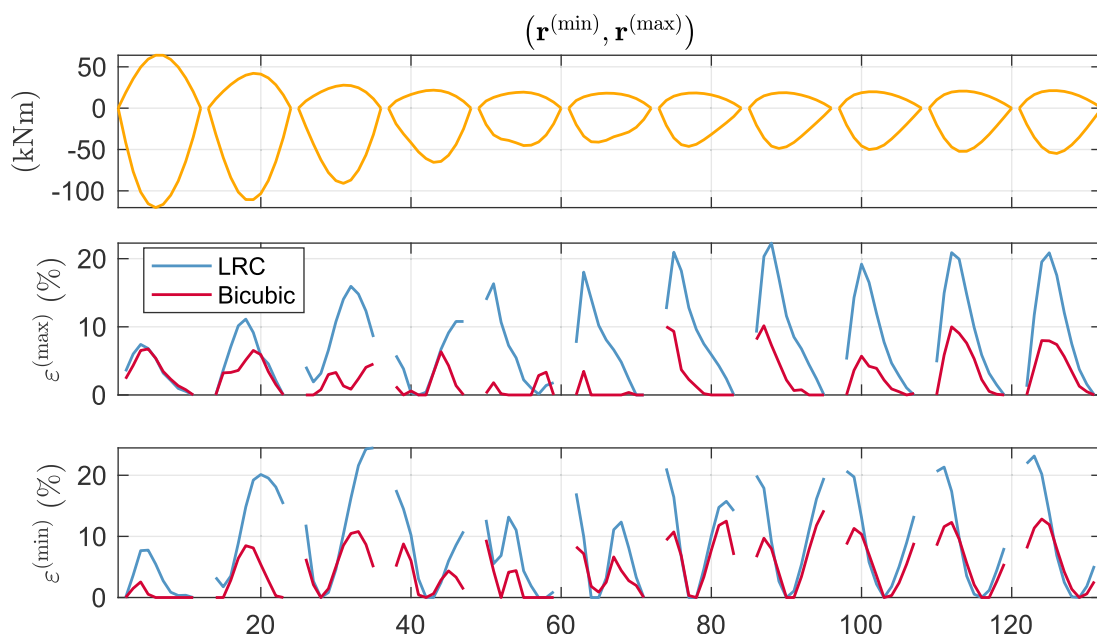 (r^(min), r^(max))
50
0
-50
-100
(kNm)
20
10
0
ε^(max) (%)
LRC
Bicubic
20
10
0
ε^(min) (%)
20 40 60 80 100 120